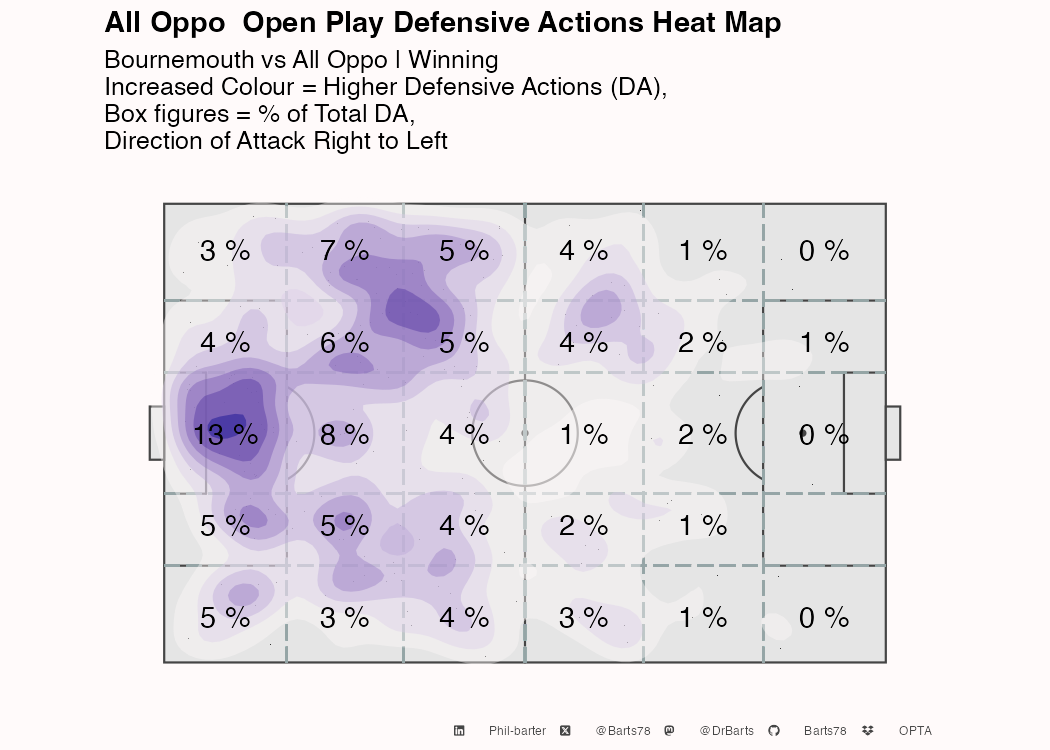 All Oppo  Open Play Defensive Actions Heat Map
Bournemouth vs All Oppo | Winning
Increased Colour = Higher Defensive Actions (DA),
Box figures = % of Total DA,
Direction of Attack Right to Left
3 % 7 % 5 % 4 % 1 % 0 %
4 % 6 % 5 % 4 % 2 % 1 %
13 % 8 % 4 % 1 % 2 % 0 %
5 % 5 % 4 % 2 % 1 %
5 % 3 % 4 % 3 % 1 % 0 %
Phil-barter @Barts78 @DrBarts Barts78 OPTA